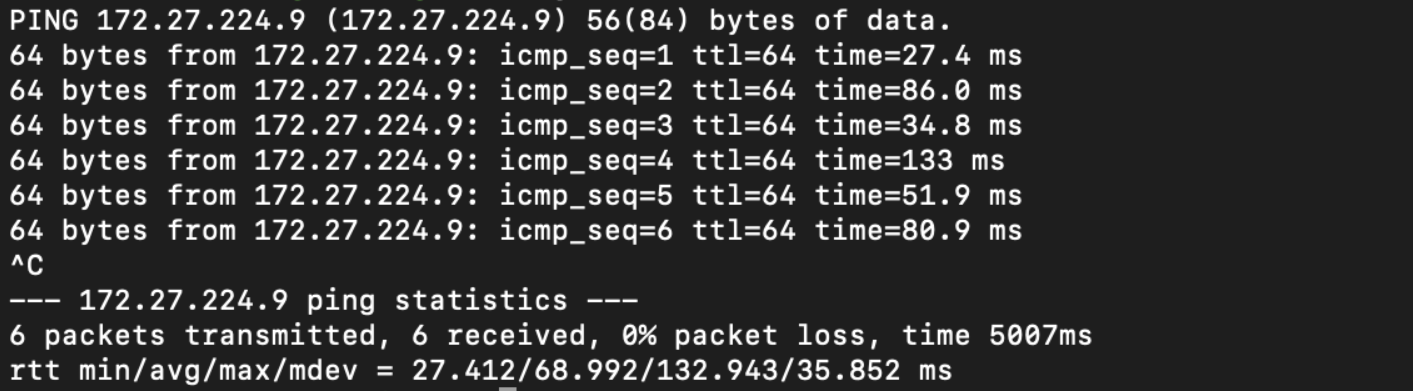 PING 172.27.224.9 (172.27.224.9) 56(84) bytes of data.
64 bytes from 172.27.224.9: icmp_seq=1 ttl=64 time=27.4 ms
64 bytes from 172.27.224.9: icmp_seq=2 ttl=64 time=86.0 ms
64 bytes from 172.27.224.9: icmp_seq=3 ttl=64 time=34.8 ms
64 bytes from 172.27.224.9: icmp_seq=4 ttl=64 time=133 ms
64 bytes from 172.27.224.9: icmp_seq=5 ttl=64 time=51.9 ms
64 bytes from 172.27.224.9: icmp_seq=6 ttl=64 time=80.9 ms
^C
--- 172.27.224.9 ping statistics ---
6 packets transmitted, 6 received, 0% packet loss, time 5007ms
rtt min/avg/max/mdev = 27.412/68.992/132.943/35.852 ms